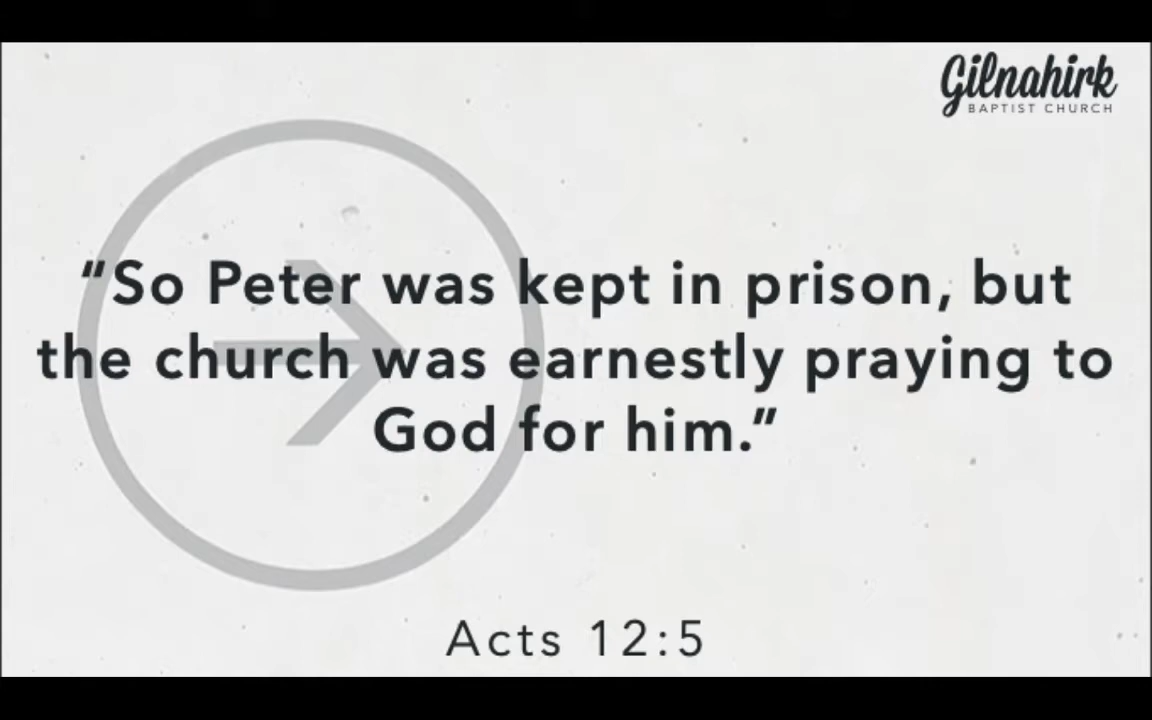 Gilnahirk
BAPTIST CHURCH
“So Peter was kept in prison, but
the church was earnestly praying to
God for him.”
Acts 12:5